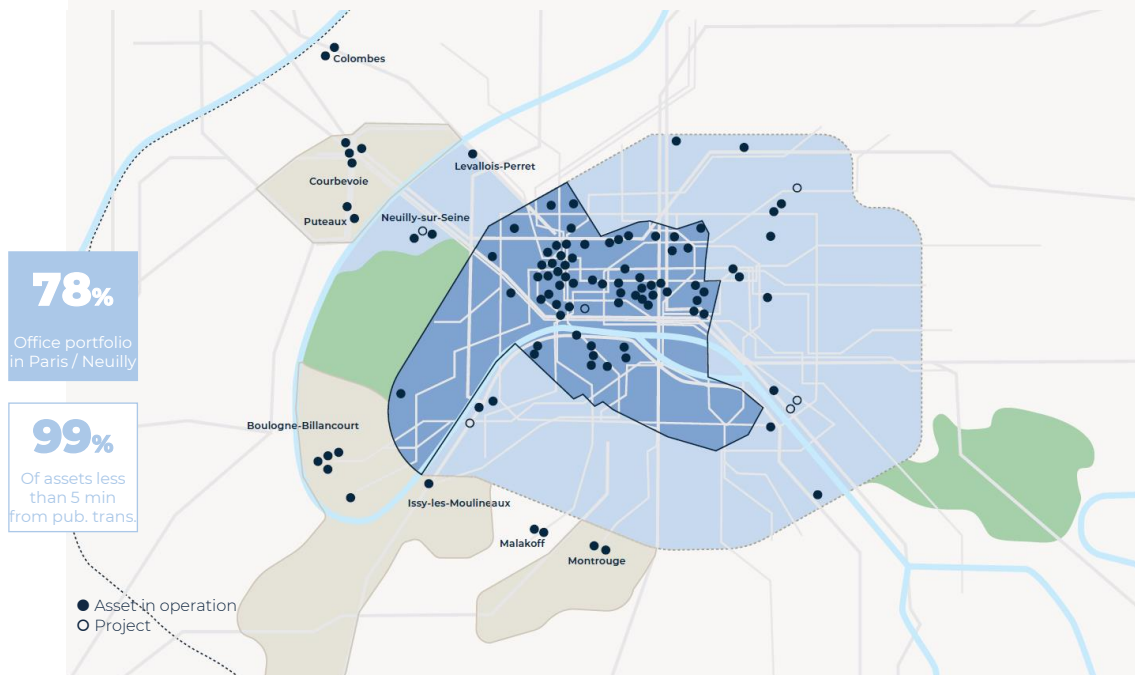 Colombes
Levallois-Perret
Courbevoie
Puteaux
Neuilly-sur-Seine
78%
Office portfolio
in Paris / Neuilly
99%
Of assets less
than 5 min
from pub. trans.
Boulogne-Billancourt
Issy-les-Moulineaux
Malakoff
Montrouge
Asset in operation
Project